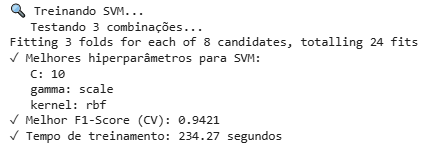 🔍 Treinando SVM...
Testando 3 combinações...
Fitting 3 folds for each of 8 candidates, totalling 24 fits
✓ Melhores hiperparâmetros para SVM:
C: 10
gamma: scale
kernel: rbf
✓ Melhor F1-Score (CV): 0.9421
✓ Tempo de treinamento: 234.27 segundos